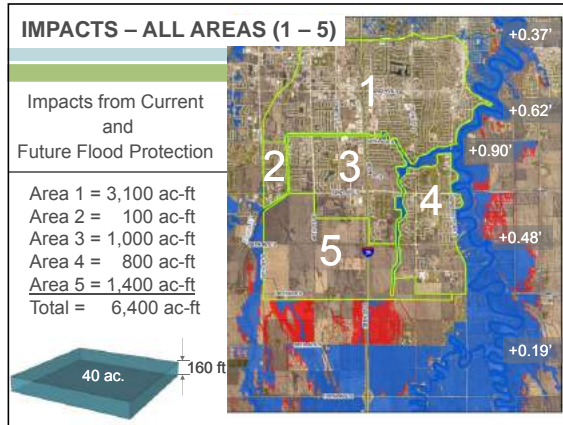 IMPACTS – ALL AREAS (1 – 5)
Impacts from Current
and
Future Flood Protection
Area 1 = 3,100 ac-ft
Area 2 = 100 ac-ft
Area 3 = 1,000 ac-ft
Area 4 = 800 ac-ft
Area 5 = 1,400 ac-ft
Total = 6,400 ac-ft
40 ac.
160 ft
1
2
3
4
5
+0.37'
+0.62'
+0.90'
+0.48'
+0.19'